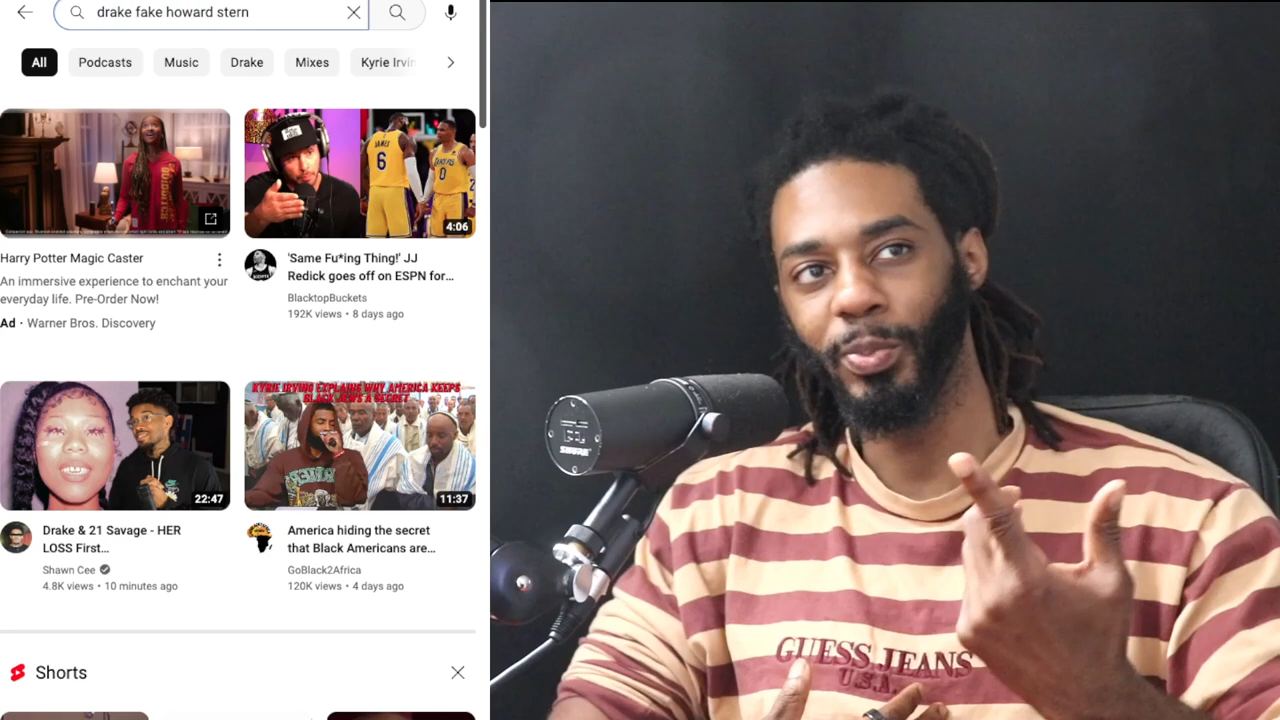 drake fake howard stern
All
Podcasts
Music
Drake
Mixes
Kyrie Irvin
JAMES
6
0
4:06
Harry Potter Magic Caster
An immersive experience to enchant your
everyday life. Pre-Order Now!
Ad · Warner Bros. Discovery
'Same Fu*ing Thing!' JJ
Redick goes off on ESPN for...
BlacktopBuckets
192K views • 8 days ago
KYRIE IRVING EXPLAINS WHY AMERICA KEEPS
BLACK JEWS A SECRET
22:47
11:37
Drake & 21 Savage - HER
LOSS First...
Shawn Cee
4.8K views • 10 minutes ago
America hiding the secret
that Black Americans are...
GoBlack2Africa
120K views • 4 days ago
Shorts
SHURE
GUESS JEANS
U.S.A.